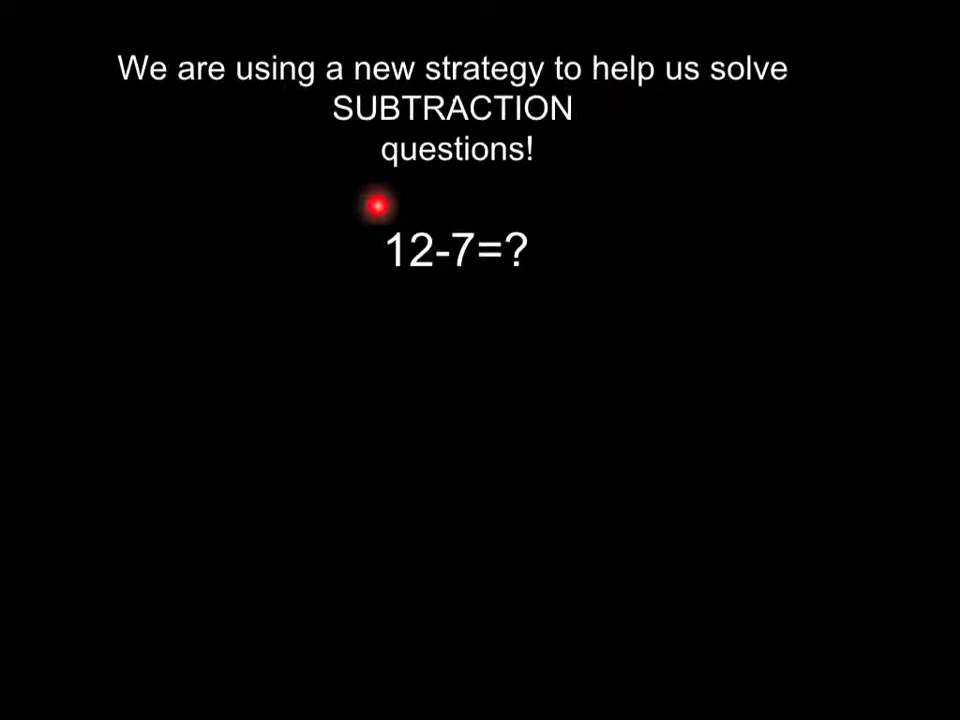 We are using a new strategy to help us solve
SUBTRACTION
questions!
12-7=?